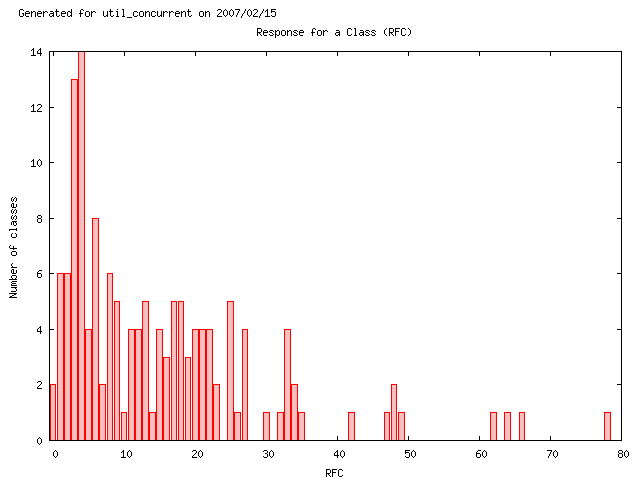 Generated for util_concurrent on 2007/02/15
Response for a Class (RFC)
14
12
10
8
6
4
2
0
Number of classes
0 10 20 30 40 50 60 70 80
RFC